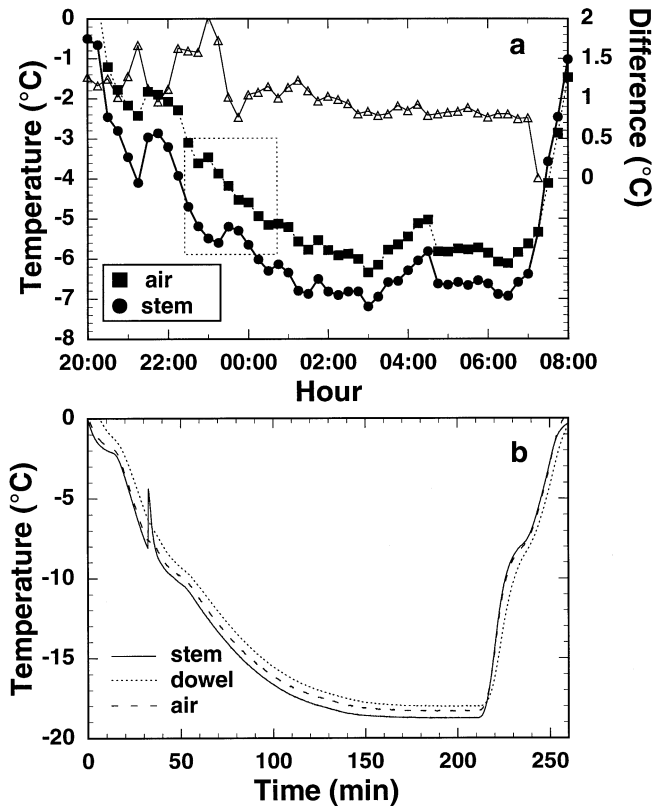 a
Temperature (°C)
0
-1
-2
-3
-4
-5
-6
-7
-8
air
stem
2
1.5
1
0.5
0
Difference (°C)
20:00 22:00 00:00 02:00 04:00 06:00 08:00
Hour
b
Temperature (°C)
0
-5
-10
-15
-20
stem
dowel
air
0 50 100 150 200 250
Time (min)